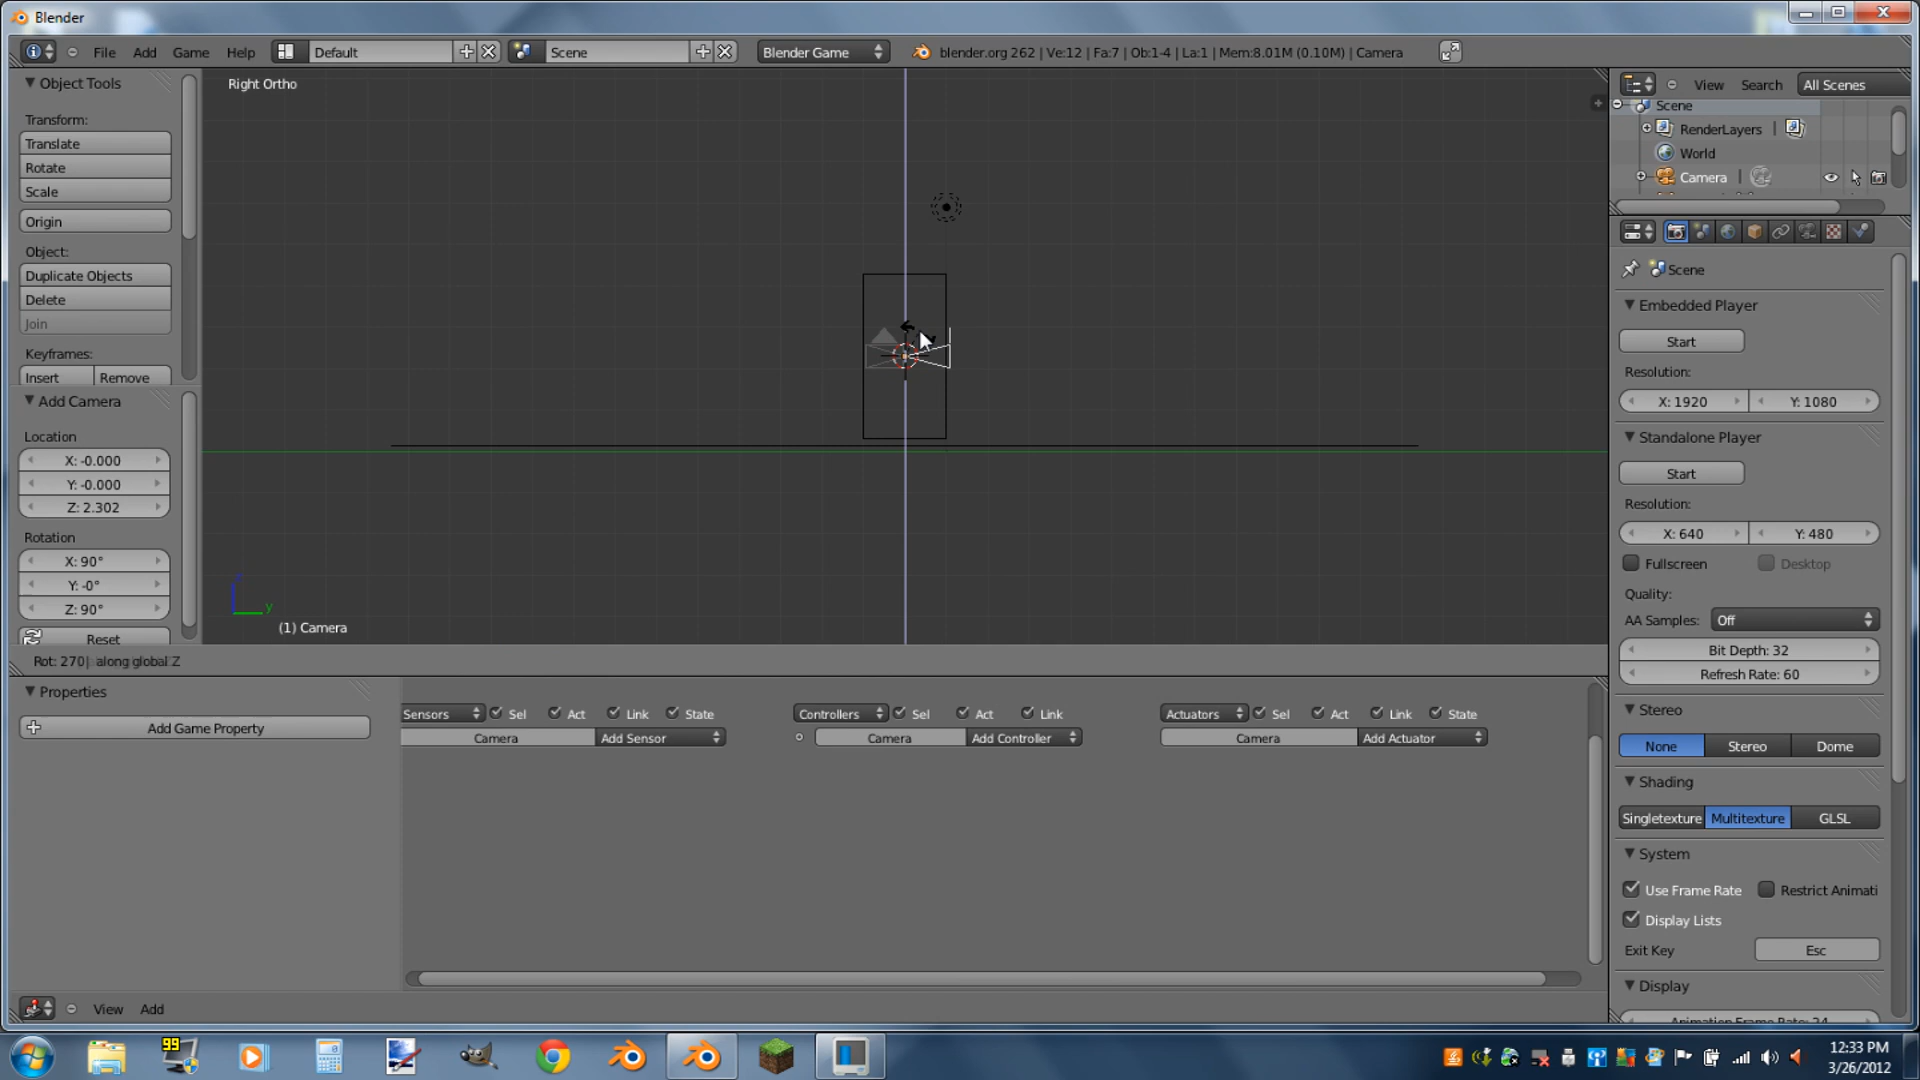 Blender
File Add Game Help Default Scene Blender Game blender.org 262 | Ve:12 | Fa:7 | Ob:1-4 | La:1 | Mem:8.01M (0.10M) | Camera
Object Tools
Transform:
Translate
Rotate
Scale
Origin
Object:
Duplicate Objects
Delete
Join
Keyframes:
Insert Remove
Add Camera
Location
X: -0.000
Y: -0.000
Z: 2.302
Rotation
X: 90°
Y: -0°
Z: 90°
Reset
Right Ortho
y
(1) Camera
Rot: 270| along global Z
View Search All Scenes
Scene
RenderLayers |
World
Camera |
Scene
Embedded Player
Start
Resolution:
X: 1920 Y: 1080
Standalone Player
Start
Resolution:
X: 640 Y: 480
Fullscreen Desktop
Quality:
AA Samples: Off
Bit Depth: 32
Refresh Rate: 60
Stereo
None Stereo Dome
Shading
Singletexture Multitexture GLSL
System
Use Frame Rate Restrict Animati
Display Lists
Exit Key Esc
Display
Animation Frame Rate: 24
Properties
Add Game Property
Sensors Sel Act Link State Controllers Sel Act Link Actuators Sel Act Link State
Camera Add Sensor Camera Add Controller Camera Add Actuator
View Add
99
12:33 PM
3/26/2012